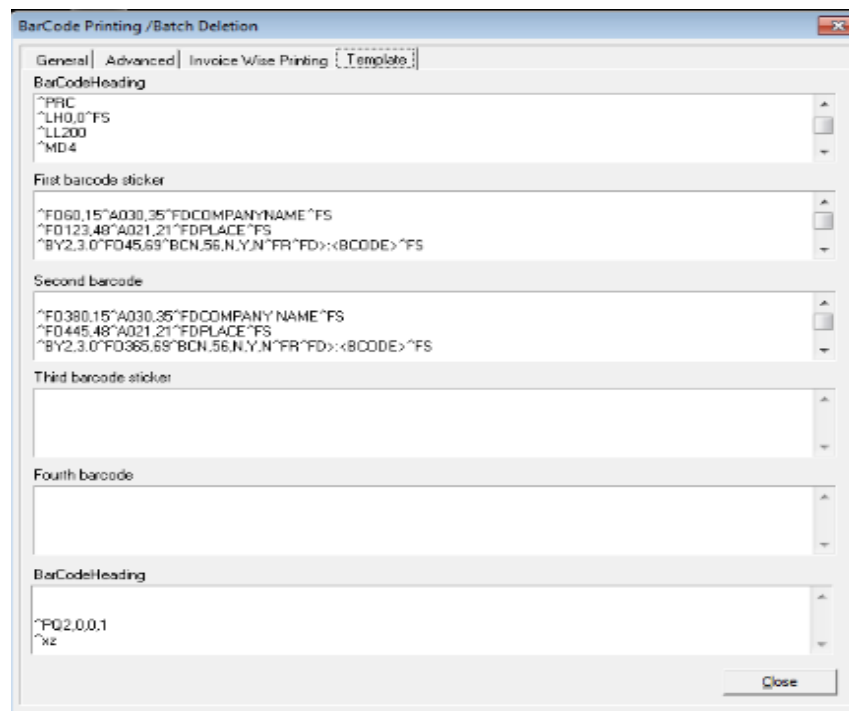 BarCode Printing /Batch Deletion
General Advanced Invoice Wise Printing Template
BarCodeHeading
^PRC
^LH0,0^FS
^LL200
^MD4
First barcode sticker
^FO60,15^A030,35^FDCOMPANYNAME^FS
^FO123,48^A021,21^FDPLACE^FS
^BY2,3.0^FO45,69^BCN,56,N,Y,N^FR^FD>:<BCODE>^FS
Second barcode
^FO380,15^A030,35^FDCOMPANY NAME^FS
^FO445,48^A021,21^FDPLACE^FS
^BY2,3.0^FO365,69^BCN,56,N,Y,N^FR^FD>:<BCODE>^FS
Third barcode sticker
Fourth barcode
BarCodeHeading
^PQ2,0,0,1
^xz
Close